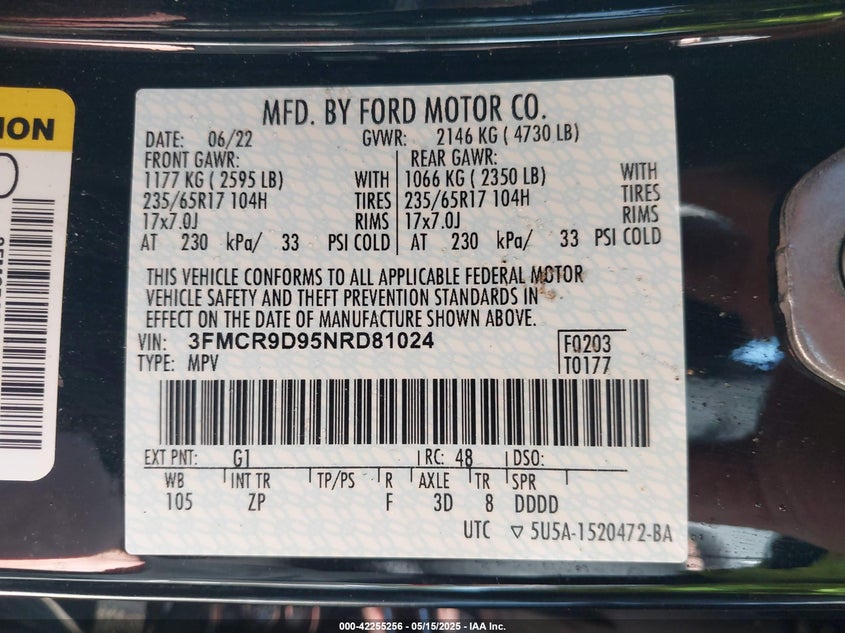 MFD. BY FORD MOTOR CO.
DATE: 06/22 GVWR: 2146 KG ( 4730 LB)
FRONT GAWR: REAR GAWR:
1177 KG ( 2595 LB) WITH 1066 KG ( 2350 LB) WITH
235/65R17 104H TIRES 235/65R17 104H TIRES
17x7.0J RIMS 17x7.0J RIMS
AT 230 kPa/ 33 PSI COLD AT 230 kPa/ 33 PSI COLD
THIS VEHICLE CONFORMS TO ALL APPLICABLE FEDERAL MOTOR
VEHICLE SAFETY AND THEFT PREVENTION STANDARDS IN
EFFECT ON THE DATE OF MANUFACTURE SHOWN ABOVE.
VIN: 3FMCR9D95NRD81024 F0203
TYPE: MPV T0177
EXT PNT: G1 RC: 48 DSO:
WB INT TR TP/PS R AXLE TR SPR
105 ZP F 3D 8 DDDD
UTC ▽ 5U5A-1520472-BA
000-42255256 - 05/15/2025 - IAA Inc.